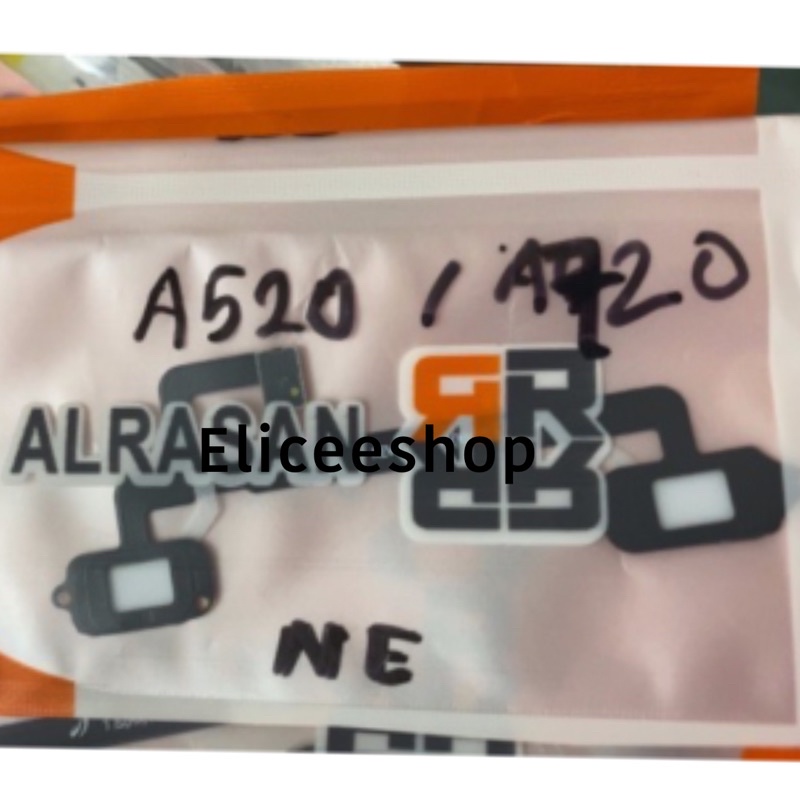 A520 / A720
ALRASAN
Eliceeshop
NE